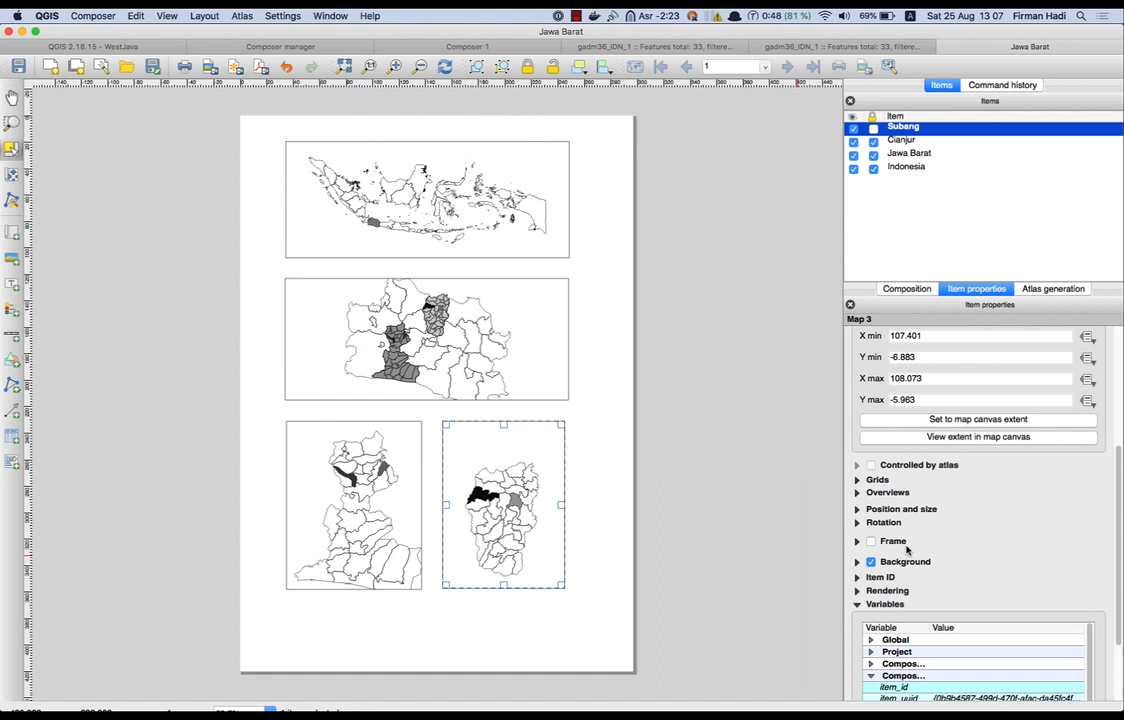 QGIS Composer Edit View Layout Atlas Settings Window Help Asr -2:23 0:48 (81 %) 69% A Sat 25 Aug 13 07 Firman Hadi
Jawa Barat
QGIS 2.18.15 - WestJava Composer manager Composer 1 gadm36_IDN_1 :: Features total: 33, filtere... gadm36_IDN_1 :: Features total: 33, filtere... Jawa Barat
1
Items Command history
Items
Item
Subang
Cianjur
Jawa Barat
Indonesia
Composition Item properties Atlas generation
Item properties
Map 3
X min 107.401
Y min -6.883
X max 108.073
Y max -5.963
Set to map canvas extent
View extent in map canvas
Controlled by atlas
Grids
Overviews
Position and size
Rotation
Frame
Background
Item ID
Rendering
Variables
Variable Value
Global
Project
Compos...
Compos...
item_id
item_uuid